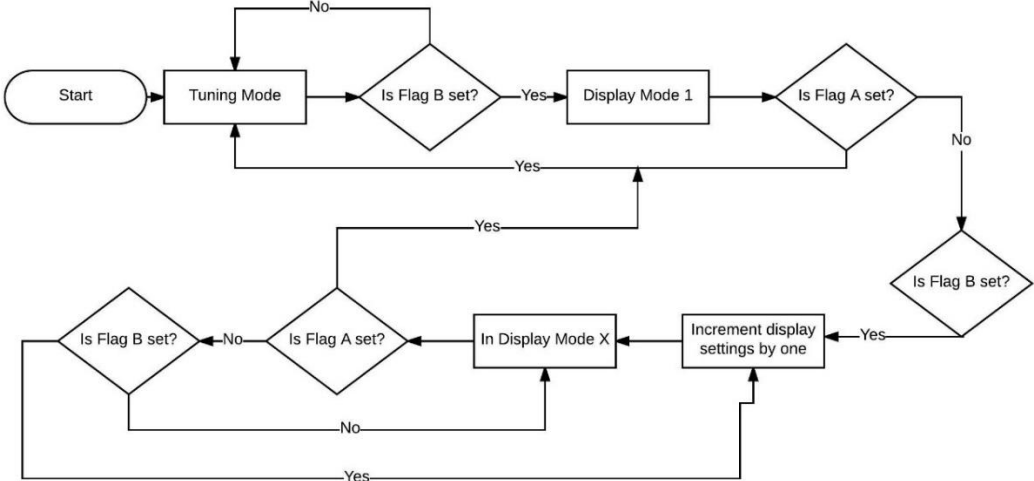 No
Start
Tuning Mode
Is Flag B set?
Yes
Display Mode 1
Is Flag A set?
No
Yes
Yes
Is Flag B set?
Is Flag B set?
No
Is Flag A set?
In Display Mode X
Increment display
settings by one
Yes
No
Yes